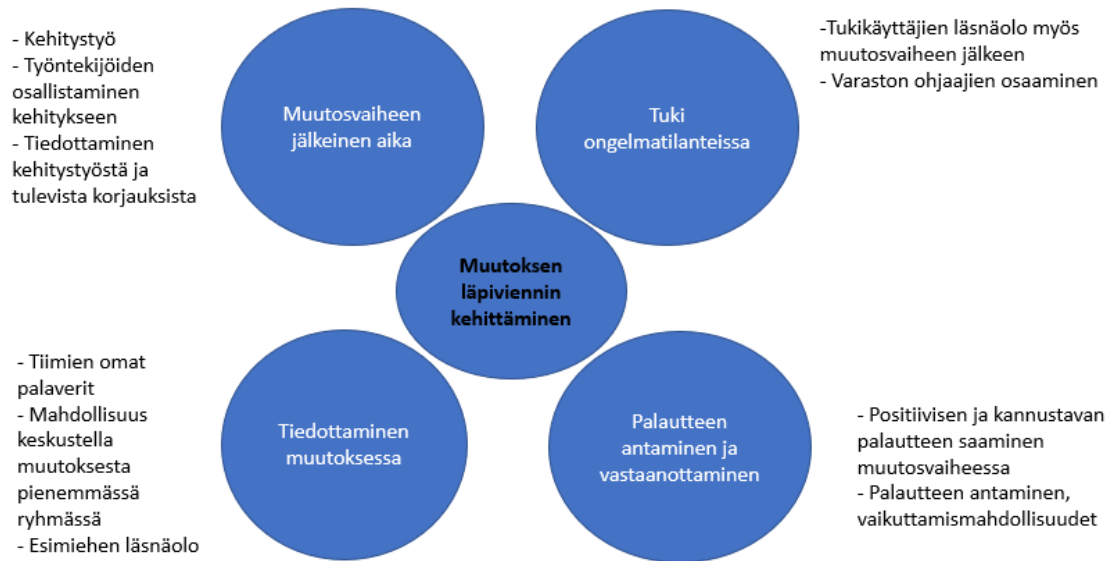 - Kehitystyö
- Työntekijöiden
osallistaminen
kehitykseen
- Tiedottaminen
kehitystyöstä ja
tulevista korjauksista
Muutosvaiheen
jälkeinen aika
Tuki
ongelmatilanteissa
-Tukikäyttäjien läsnäolo myös
muutosvaiheen jälkeen
- Varaston ohjaajien osaaminen
Muutoksen
läpiviennin
kehittäminen
- Tiimien omat
palaverit
- Mahdollisuus
keskustella
muutoksesta
pienemmässä
ryhmässä
- Esimiehen läsnäolo
Tiedottaminen
muutoksessa
Palautteen
antaminen ja
vastaanottaminen
- Positiivisen ja kannustavan
palautteen saaminen
muutosvaiheessa
- Palautteen antaminen,
vaikuttamismahdollisuudet